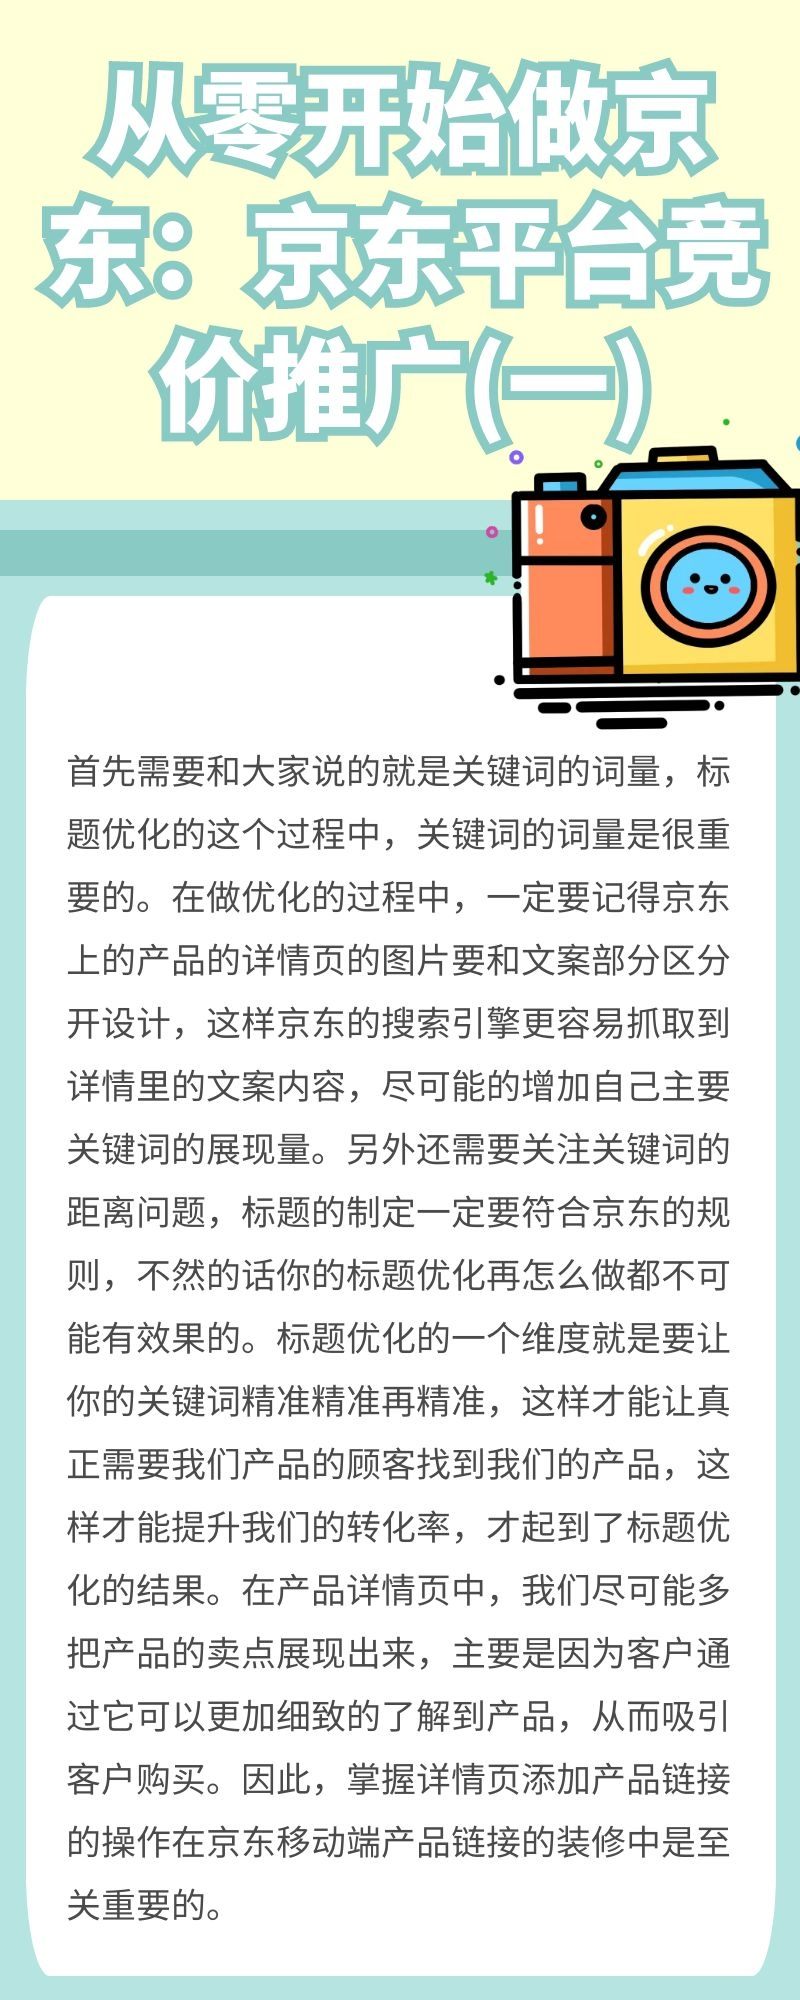 从零开始做京
东：京东平台竞
价推广(一)
首先需要和大家说的就是关键词的词量，标
题优化的这个过程中，关键词的词量是很重
要的。在做优化的过程中，一定要记得京东
上的产品的详情页的图片要和文案部分区分
开设计，这样京东的搜索引擎更容易抓取到
详情里的文案内容，尽可能的增加自己主要
关键词的展现量。另外还需要关注关键词的
距离问题，标题的制定一定要符合京东的规
则，不然的话你的标题优化再怎么做都不可
能有效果的。标题优化的一个维度就是要让
你的关键词精准精准再精准，这样才能让真
正需要我们产品的顾客找到我们的产品，这
样才能提升我们的转化率，才起到了标题优
化的结果。在产品详情页中，我们尽可能多
把产品的卖点展现出来，主要是因为客户通
过它可以更加细致的了解到产品，从而吸引
客户购买。因此，掌握详情页添加产品链接
的操作在京东移动端产品链接的装修中是至
关重要的。